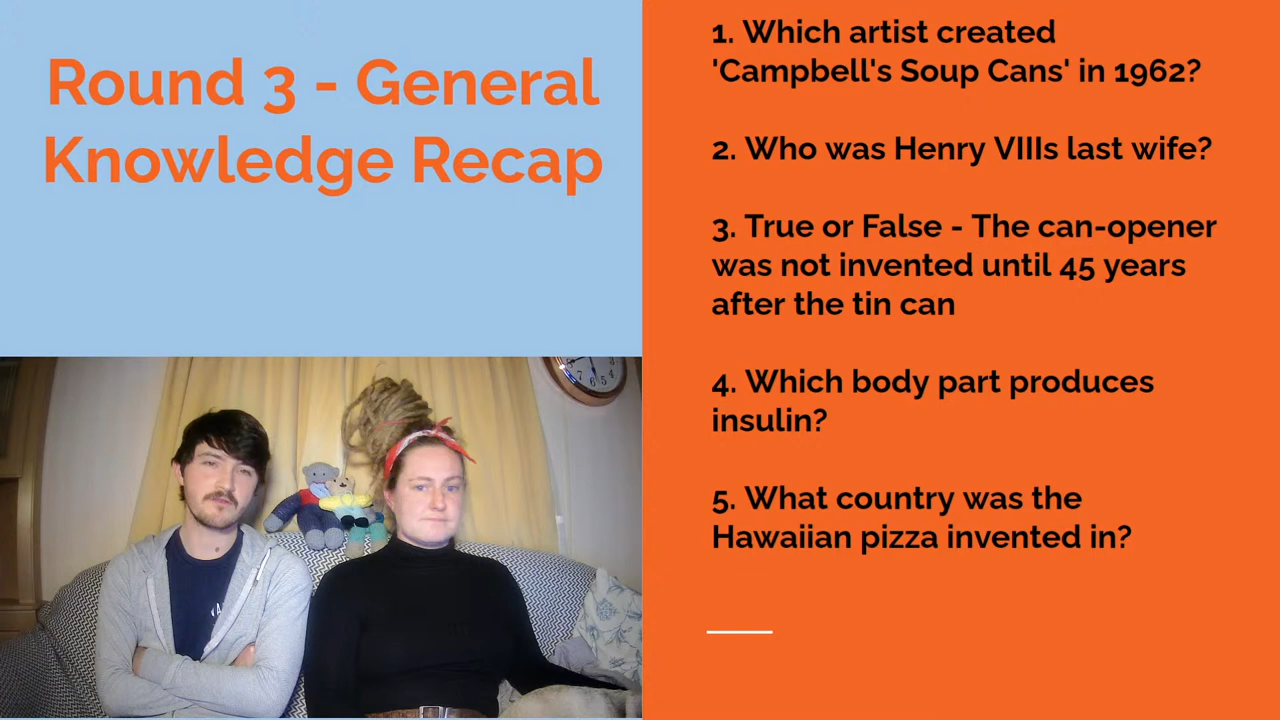 Round 3 - General
Knowledge Recap
1. Which artist created
'Campbell's Soup Cans' in 1962?
2. Who was Henry VIIIs last wife?
3. True or False - The can-opener
was not invented until 45 years
after the tin can
4. Which body part produces
insulin?
5. What country was the
Hawaiian pizza invented in?